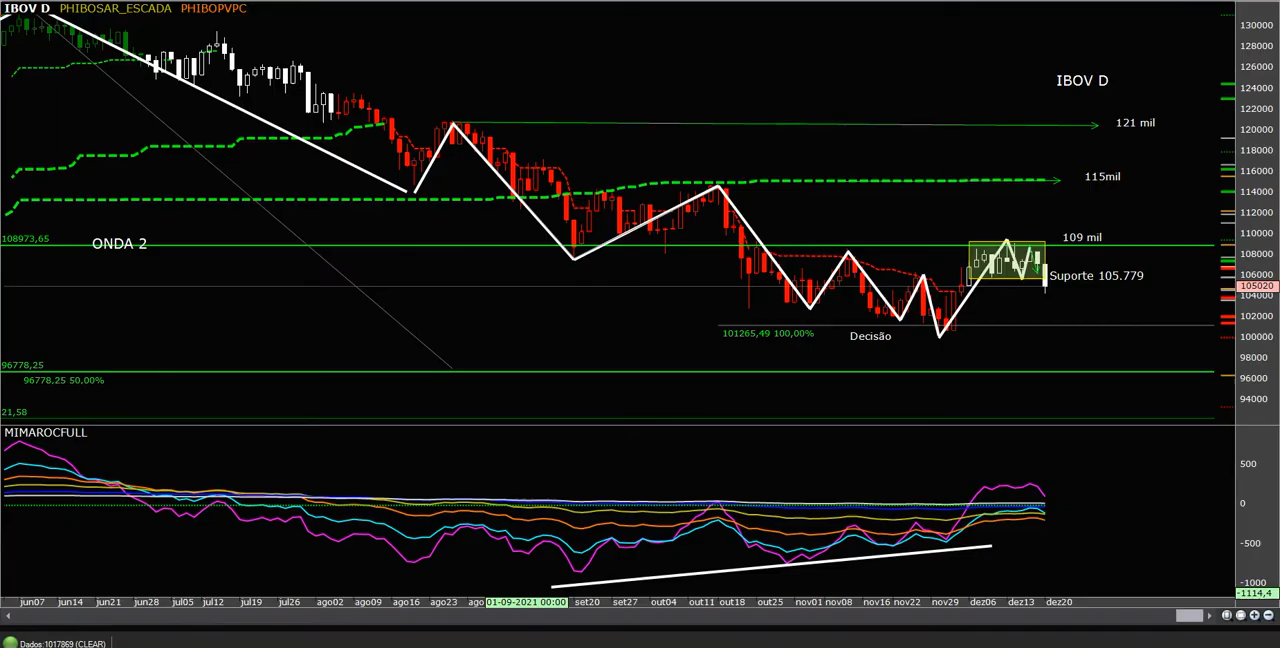 IBOV D PHIBOSAR_ESCADA PHIBOPVPC
130000
128000
126000
124000
122000
120000
118000
116000
114000
112000
110000
108000
106000
105020
104000
102000
100000
98000
96000
94000
IBOV D
121 mil
115mil
109 mil
108973,65
ONDA 2
Suporte 105.779
101265,49 100,00%
Decisão
96778,25
96778,25 50,00%
21,58
MIMAROCFULL
500
0
-500
-1000
-1114,4
jun07 jun14 jun21 jun28 jul05 jul12 jul19 jul26 ago02 ago09 ago16 ago23 ago 01-09-2021 00:00 set20 set27 out04 out11 out18 out25 nov01 nov08 nov16 nov22 nov29 dez06 dez13 dez20
Dados:1017869 (CLEAR)